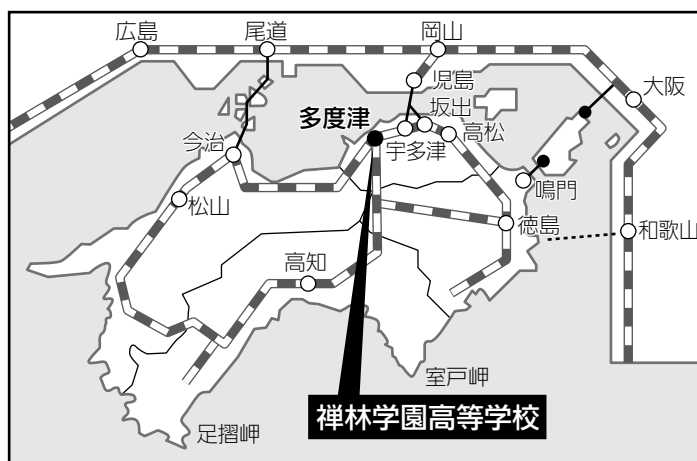 広島
尾道
岡山
児島
大阪
坂出
多度津
高松
宇多津
今治
鳴門
松山
徳島
和歌山
高知
室戸岬
禅林学園高等学校
足摺岬